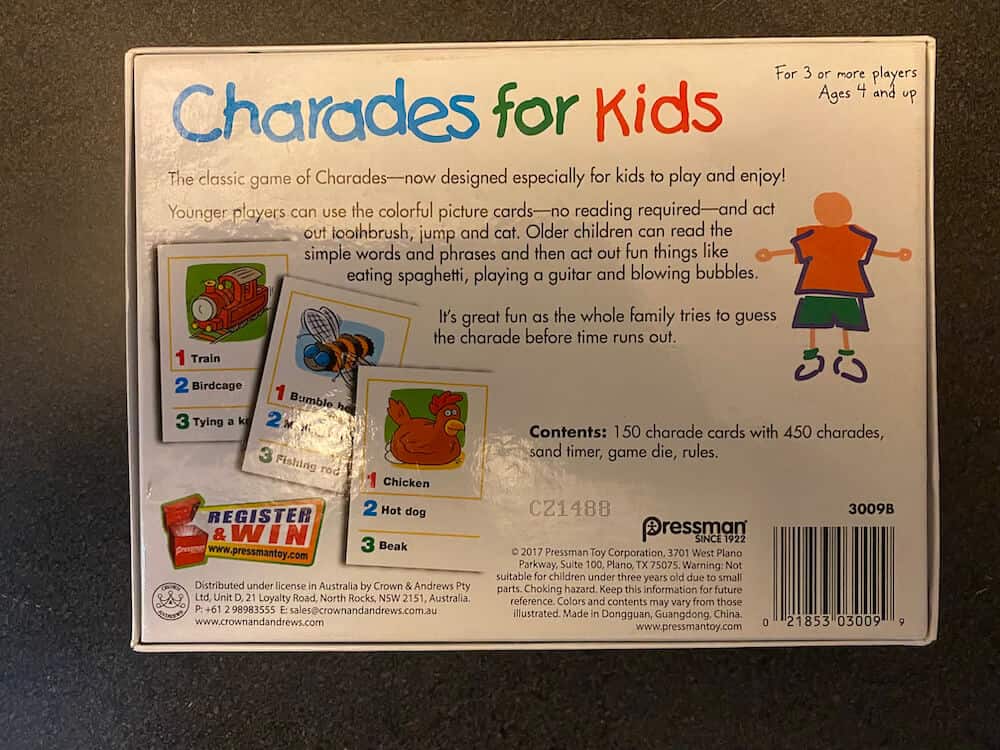 Charades for Kids
For 3 or more players
Ages 4 and up
The classic game of Charades—now designed especially for kids to play and enjoy!
Younger players can use the colorful picture cards—no reading required—and act
out toothbrush, jump and cat. Older children can read the
simple words and phrases and then act out fun things like
eating spaghetti, playing a guitar and blowing bubbles.
It's great fun as the whole family tries to guess
the charade before time runs out.
1 Train
2 Birdcage
3 Tying a
1 Bumble
2
3 Fishing rod
1 Chicken
2 Hot dog
3 Beak
Contents: 150 charade cards with 450 charades,
sand timer, game die, rules.
CZ1488
3009B
Pressman
SINCE 1922
© 2017 Pressman Toy Corporation, 3701 West Plano
Parkway, Suite 100, Plano, TX 75075. Warning: Not
suitable for children under three years old due to small
parts. Choking hazard. Keep this information for future
reference. Colors and contents may vary from those
illustrated. Made in Dongguan, Guangdong, China.
www.pressmantoy.com
0 21853 03009 9
Pressman
REGISTER
& WIN
www.pressmantoy.com
CROWN
ANDREWS
Distributed under license in Australia by Crown & Andrews Pty
Ltd, Unit D, 21 Loyalty Road, North Rocks, NSW 2151, Australia.
P: +61 2 98983555 E: sales@crownandandrews.com.au
www.crownandandrews.com